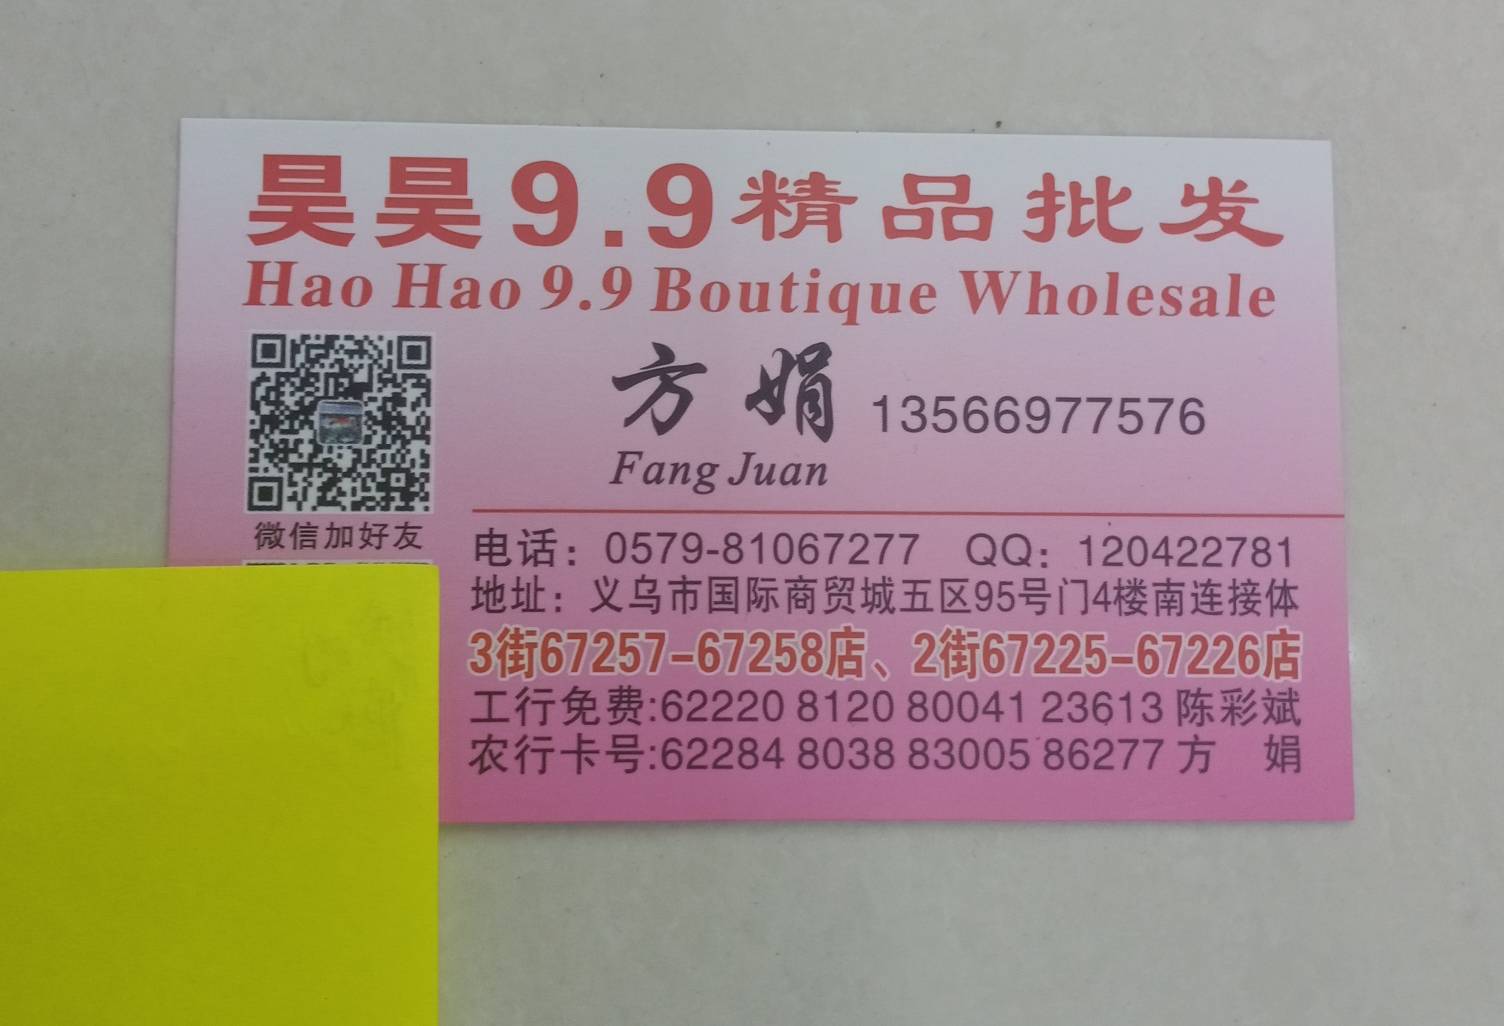 昊昊9.9精品批发
Hao Hao 9.9 Boutique Wholesale
方娟 13566977576
Fang Juan
微信加好友
电话：0579-81067277 QQ：120422781
地址：义乌市国际商贸城五区95号门4楼南连接体
3街67257-67258店、2街67225-67226店
工行免费:62220 8120 80041 23613 陈彩斌
农行卡号:62284 8038 83005 86277 方 娟